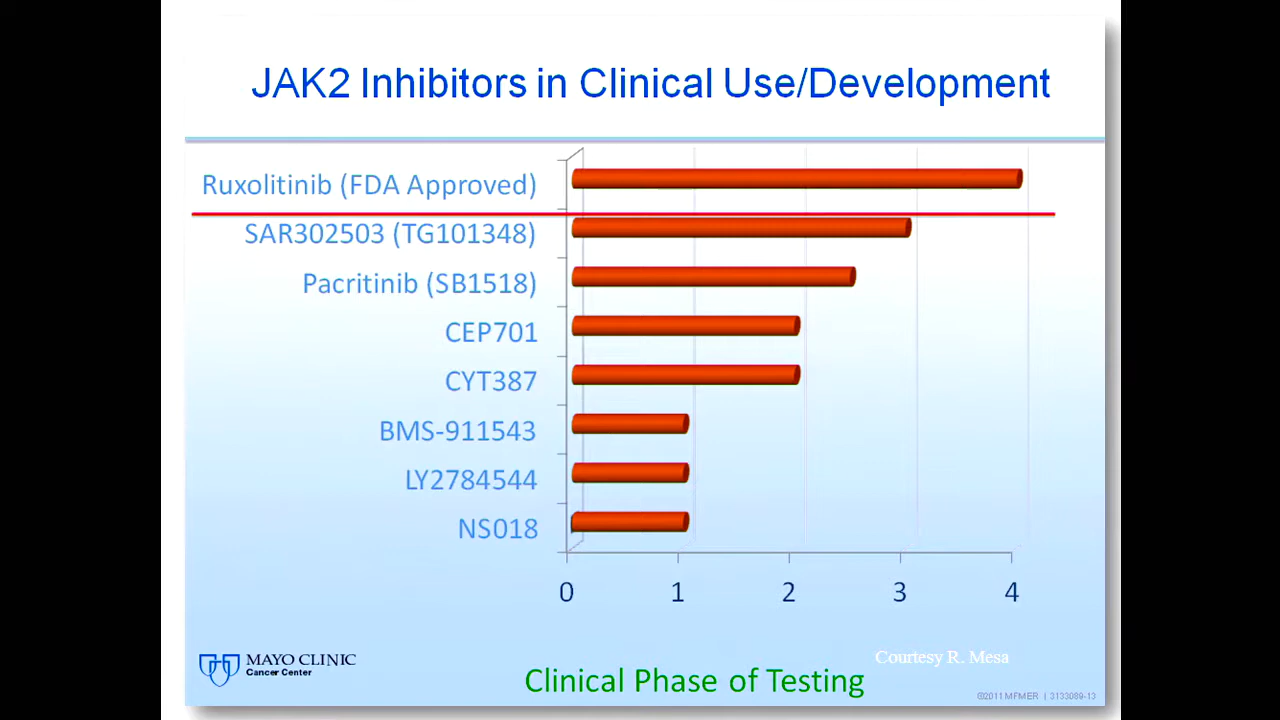 JAK2 Inhibitors in Clinical Use/Development
Ruxolitinib (FDA Approved)
SAR302503 (TG101348)
Pacritinib (SB1518)
CEP701
CYT387
BMS-911543
LY2784544
NS018
0 1 2 3 4
MAYO CLINIC
Cancer Center
Courtesy R. Mesa
Clinical Phase of Testing
©2011 MFMER | 3133089-13